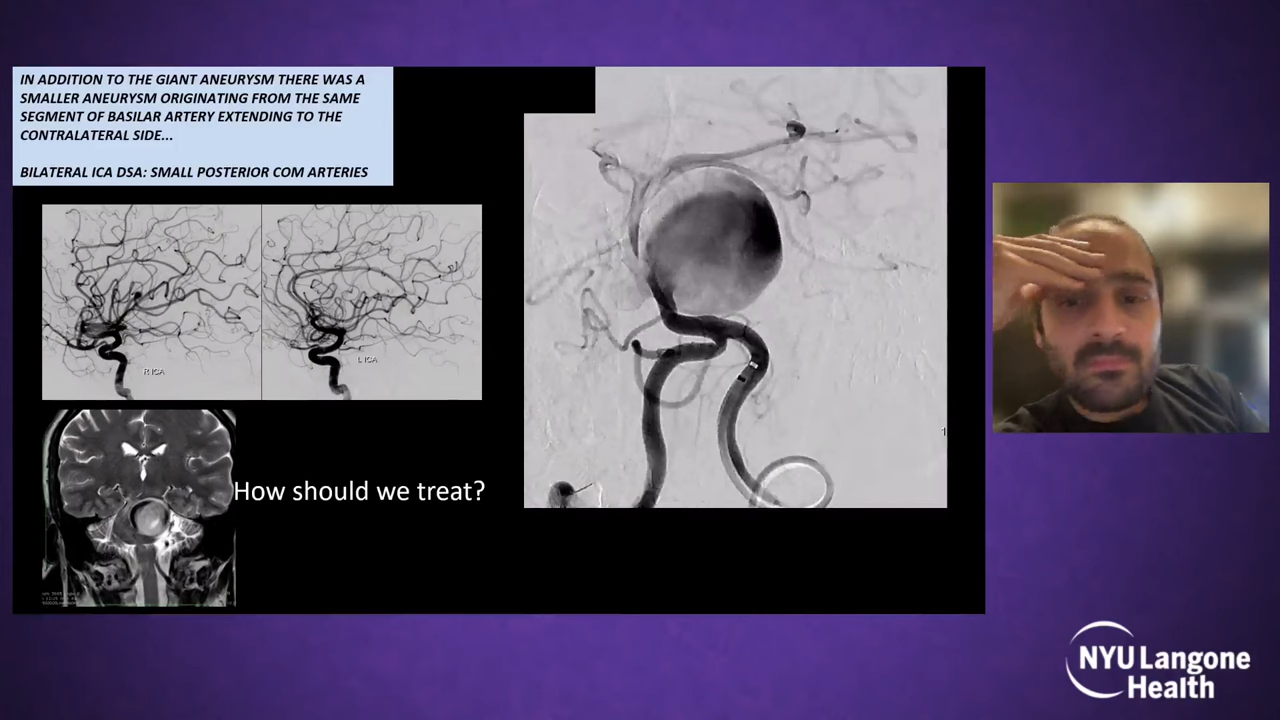 IN ADDITION TO THE GIANT ANEURYSM THERE WAS A
SMALLER ANEURYSM ORIGINATING FROM THE SAME
SEGMENT OF BASILAR ARTERY EXTENDING TO THE
CONTRALATERAL SIDE...
BILATERAL ICA DSA: SMALL POSTERIOR COM ARTERIES
R ICA
L ICA
How should we treat?
1
NYU Langone
Health